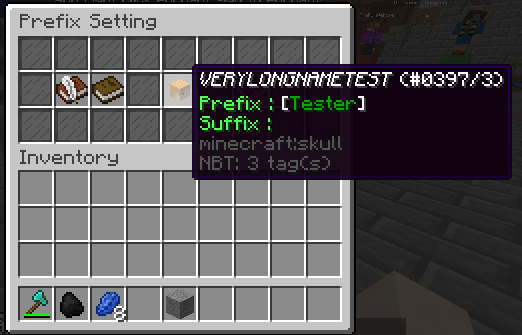 Prefix Setting
VERYLONGNAMETEST (#0397/3)
Prefix : [Tester]
Suffix :
minecraft:skull
NBT: 3 tag(s)
Inventory
8